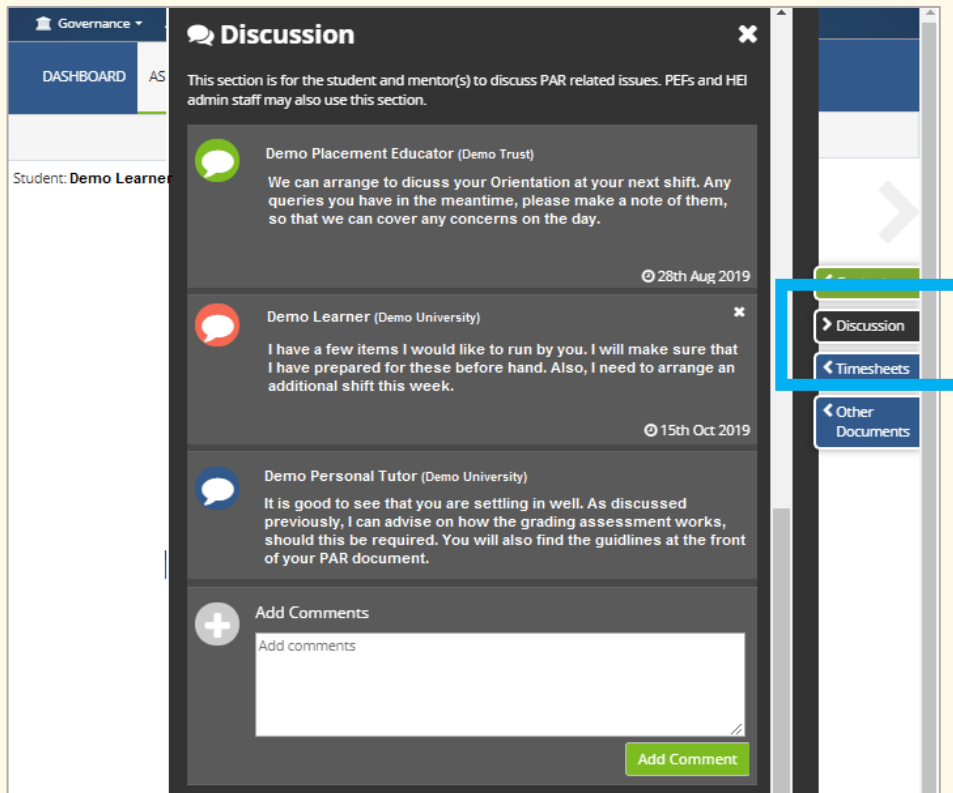 Governance
Discussion
DASHBOARD
AS
This section is for the student and mentor(s) to discuss PAR related issues. PEFs and HEI
admin staff may also use this section.
Student: Demo Learner
Demo Placement Educator (Demo Trust)
We can arrange to dicuss your Orientation at your next shift. Any
queries you have in the meantime, please make a note of them,
so that we can cover any concerns on the day.
28th Aug 2019
Demo Learner (Demo University)
I have a few items I would like to run by you. I will make sure that
I have prepared for these before hand. Also, I need to arrange an
additional shift this week.
15th Oct 2019
Demo Personal Tutor (Demo University)
It is good to see that you are settling in well. As discussed
previously, I can advise on how the grading assessment works,
should this be required. You will also find the guidlines at the front
of your PAR document.
Add Comments
Add comments
Add Comment
Discussion
Timesheets
Other
Documents